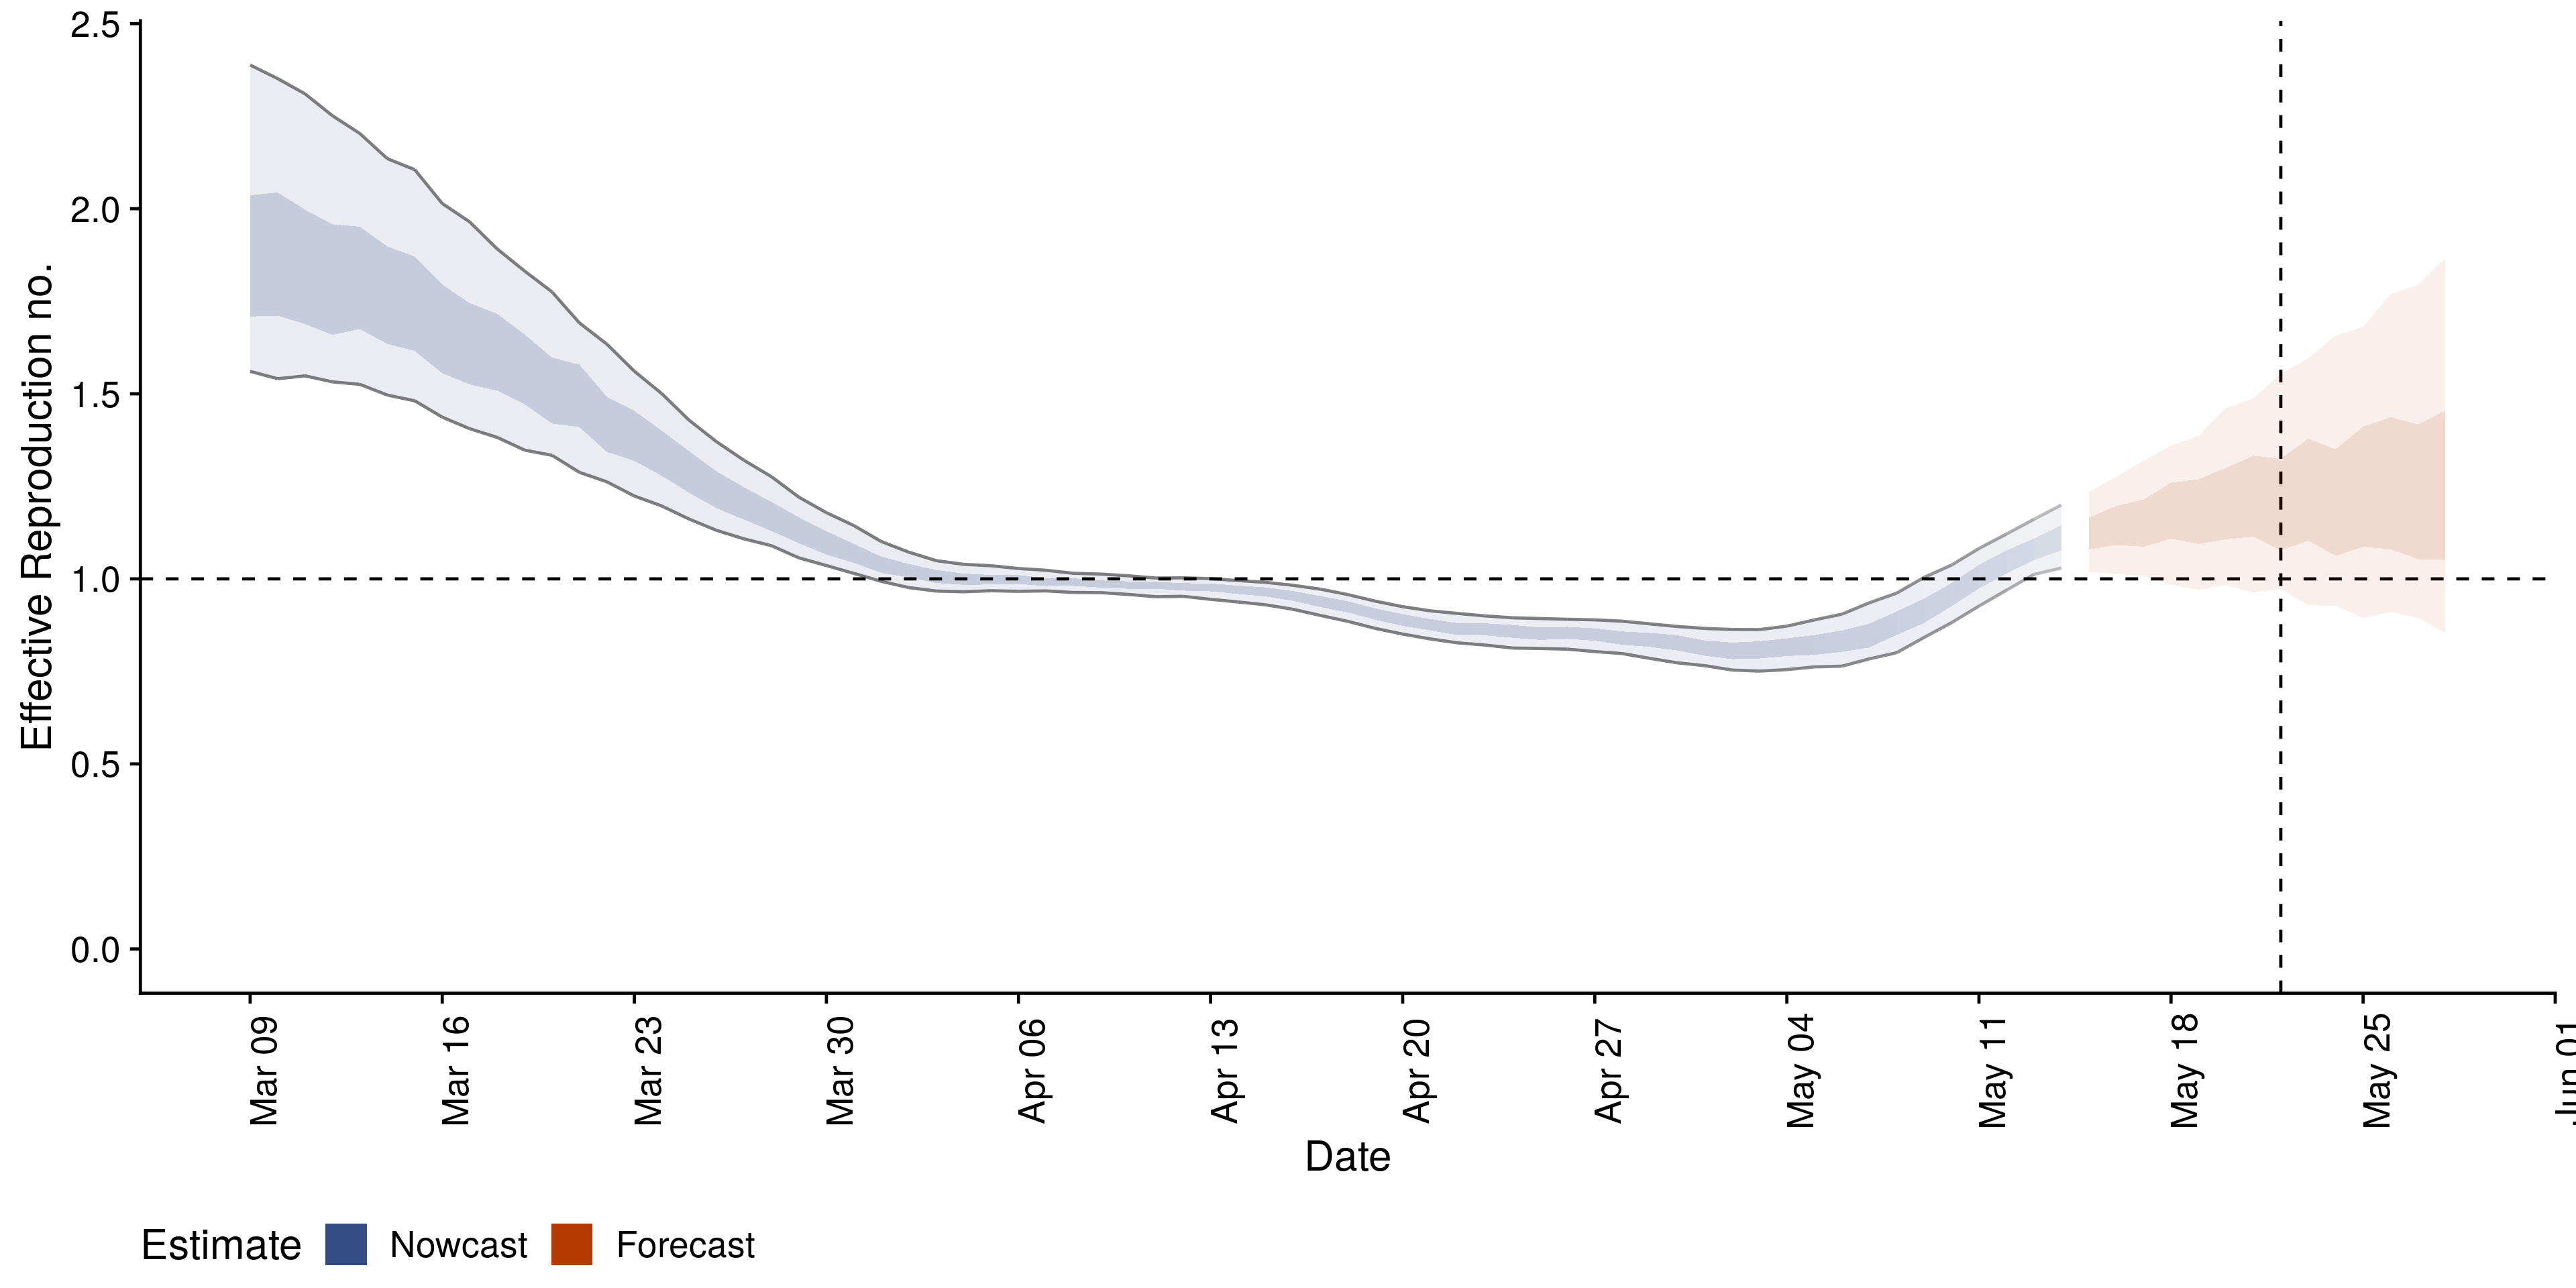 Effective Reproduction no.
2.5
2.0
1.5
1.0
0.5
0.0
Mar 09
Mar 16
Mar 23
Mar 30
Apr 06
Apr 13
Apr 20
Apr 27
May 04
May 11
May 18
May 25
Jun 01
Date
Estimate Nowcast Forecast